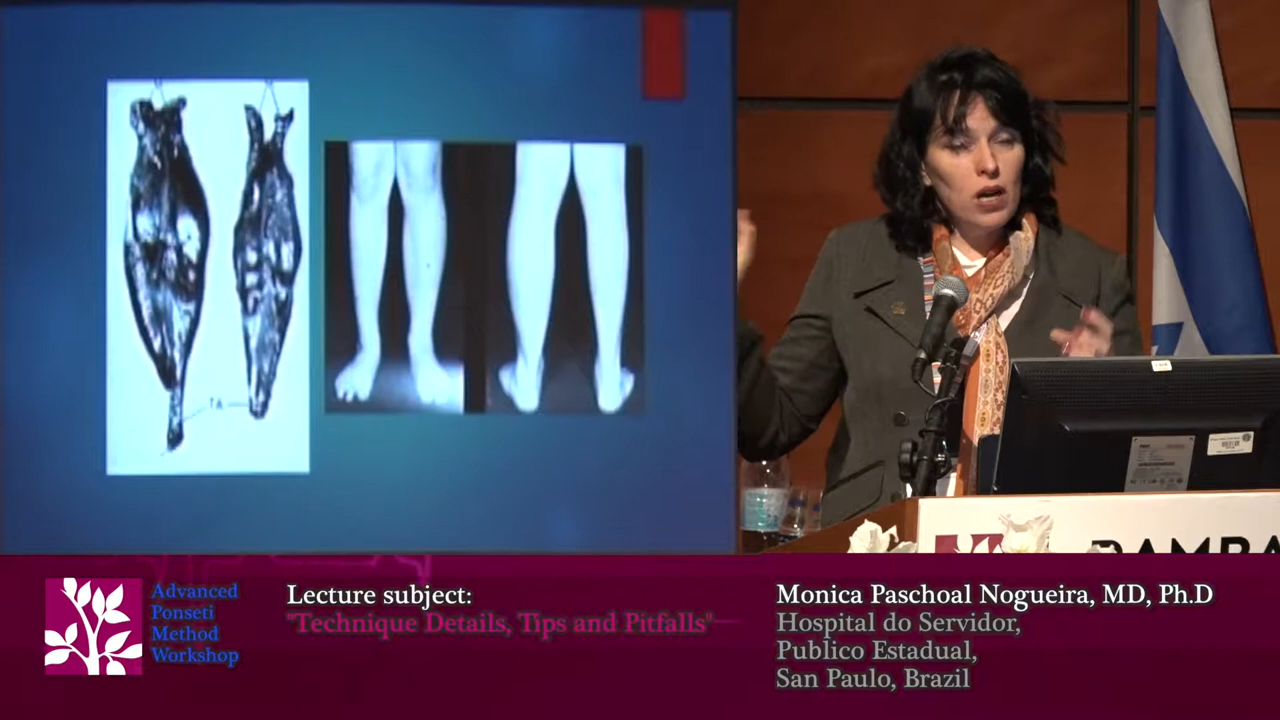 TA
Advanced
Ponseti
Method
Workshop
Lecture subject:
"Technique Details, Tips and Pitfalls"
Monica Paschoal Nogueira, MD, Ph.D
Hospital do Servidor,
Publico Estadual,
San Paulo, Brazil